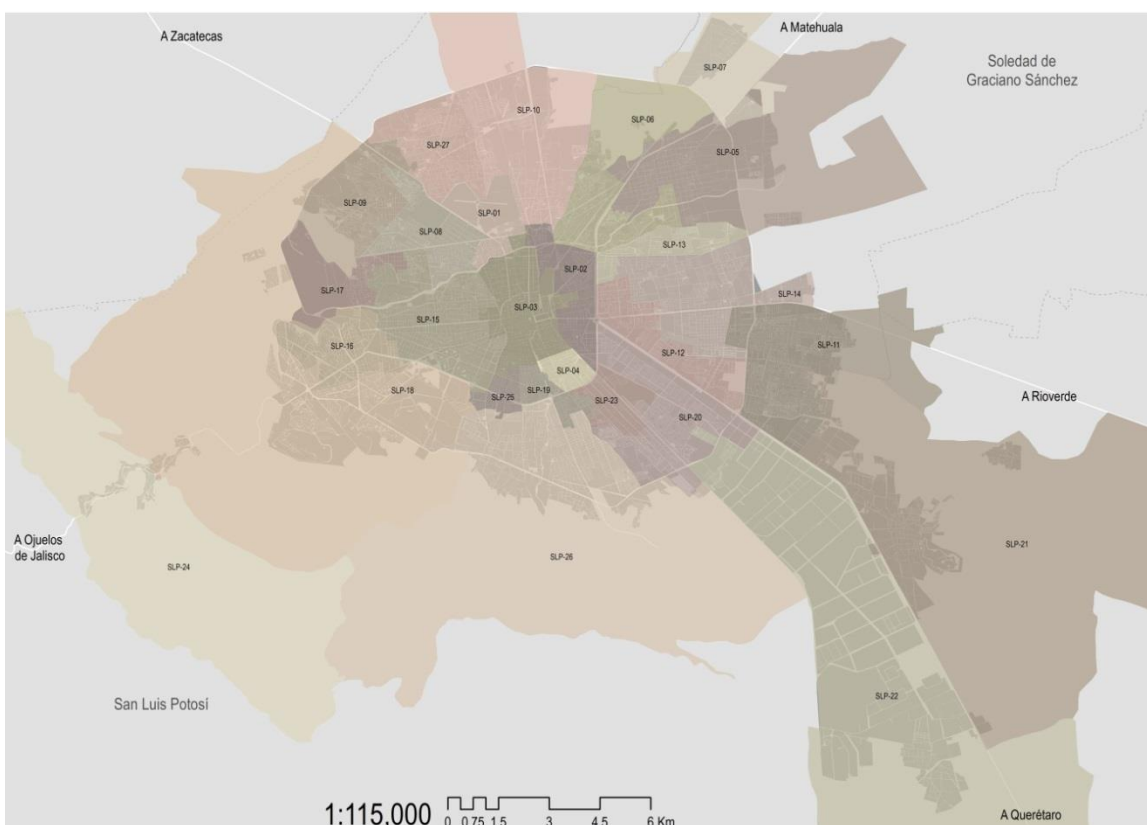 A Zacatecas
A Matehuala
Soledad de
Graciano Sánchez
SLP-07
SLP-10
SLP-06
SLP-27
SLP-05
SLP-09
SLP-01
SLP-08
SLP-13
SLP-02
SLP-17
SLP-14
SLP-03
SLP-15
SLP-16
SLP-11
SLP-12
SLP-04
SLP-18
SLP-19
SLP-25
SLP-23
A Rioverde
SLP-20
A Ojuelos
de Jalisco
SLP-21
SLP-26
SLP-24
San Luis Potosí
SLP-22
1:115,000
0 0.75 1.5 3 4.5 6 Km
A Querétaro